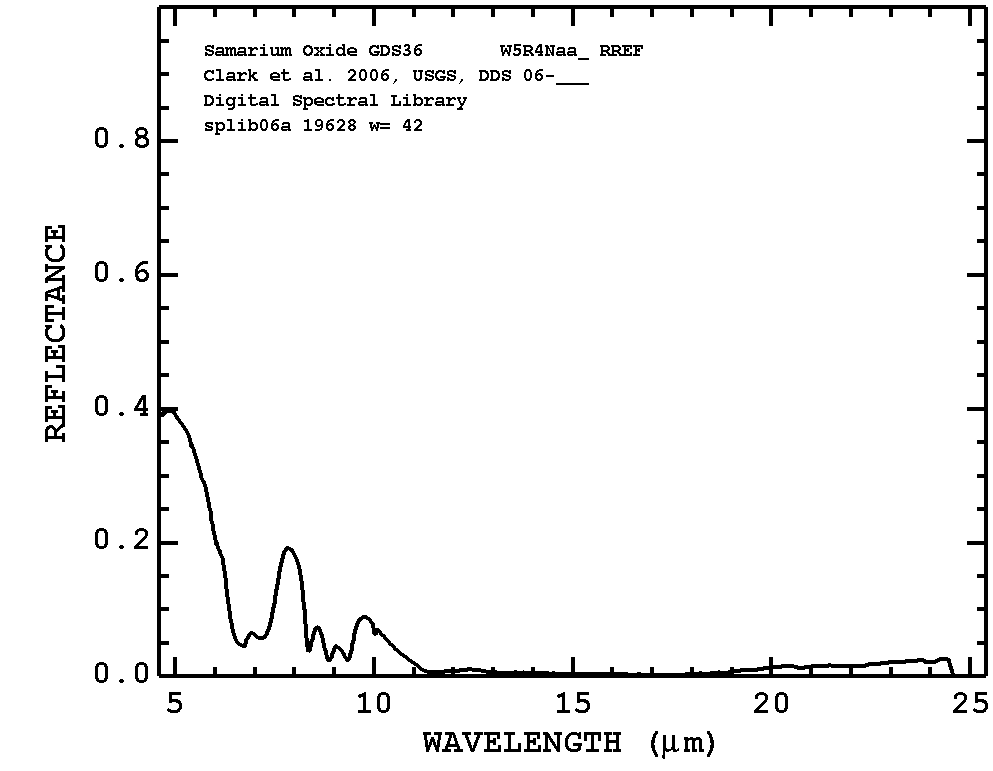 Samarium Oxide GDS36 W5R4Naa_ RREF
Clark et al. 2006, USGS, DDS 06-___
Digital Spectral Library
splib06a 19628 w= 42
0.8
0.6
0.4
0.2
0.0
REFLECTANCE
5 10 15 20 25
WAVELENGTH (μm)